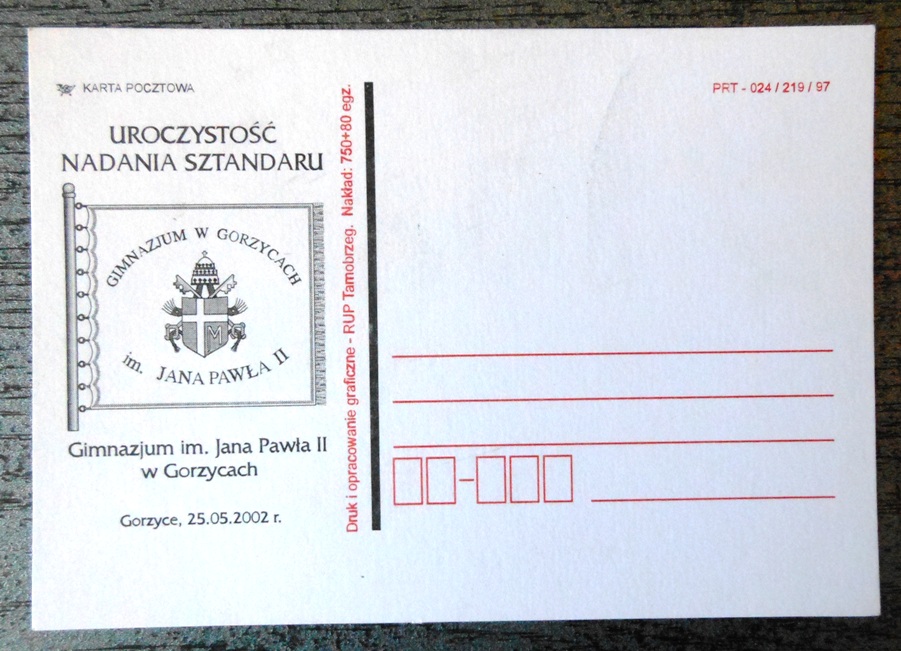 KARTA POCZTOWA
PRT - 024 / 219 / 97
UROCZYSTOŚĆ
NADANIA SZTANDARU
GIMNAZJUM W GORZYCACH
M
im. JANA PAWŁA II
Gimnazjum im. Jana Pawła II
w Gorzycach
Gorzyce, 25.05.2002 r.
Druk i opracowanie graficzne - RUP Tarnobrzeg. Nakład: 750+80 egz.